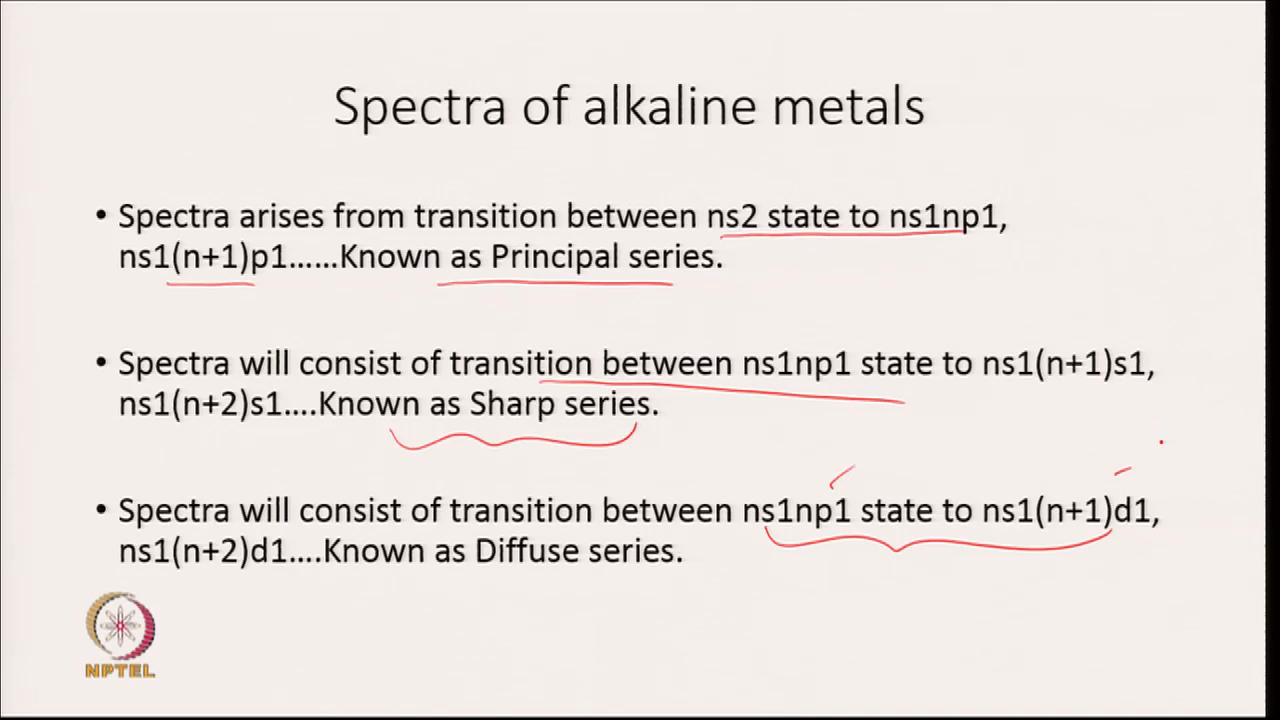 Spectra of alkaline metals
• Spectra arises from transition between ns2 state to ns1np1,
ns1(n+1)p1......Known as Principal series.
• Spectra will consist of transition between ns1np1 state to ns1(n+1)s1,
ns1(n+2)s1....Known as Sharp series.
• Spectra will consist of transition between ns1np1 state to ns1(n+1)d1,
ns1(n+2)d1....Known as Diffuse series.
NPTEL